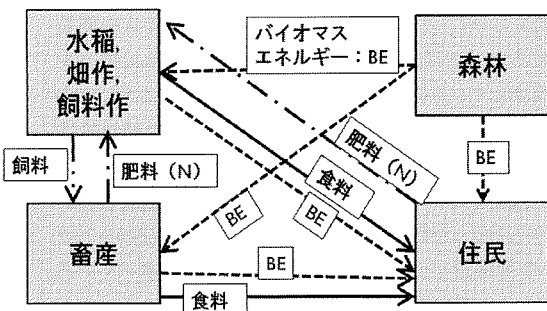 水稲,
畑作,
飼料作
バイオマス
エネルギー：BE
森林
飼料
肥料（N）
肥料（N）
食料
BE
BE
BE
BE
畜産
住民
食料